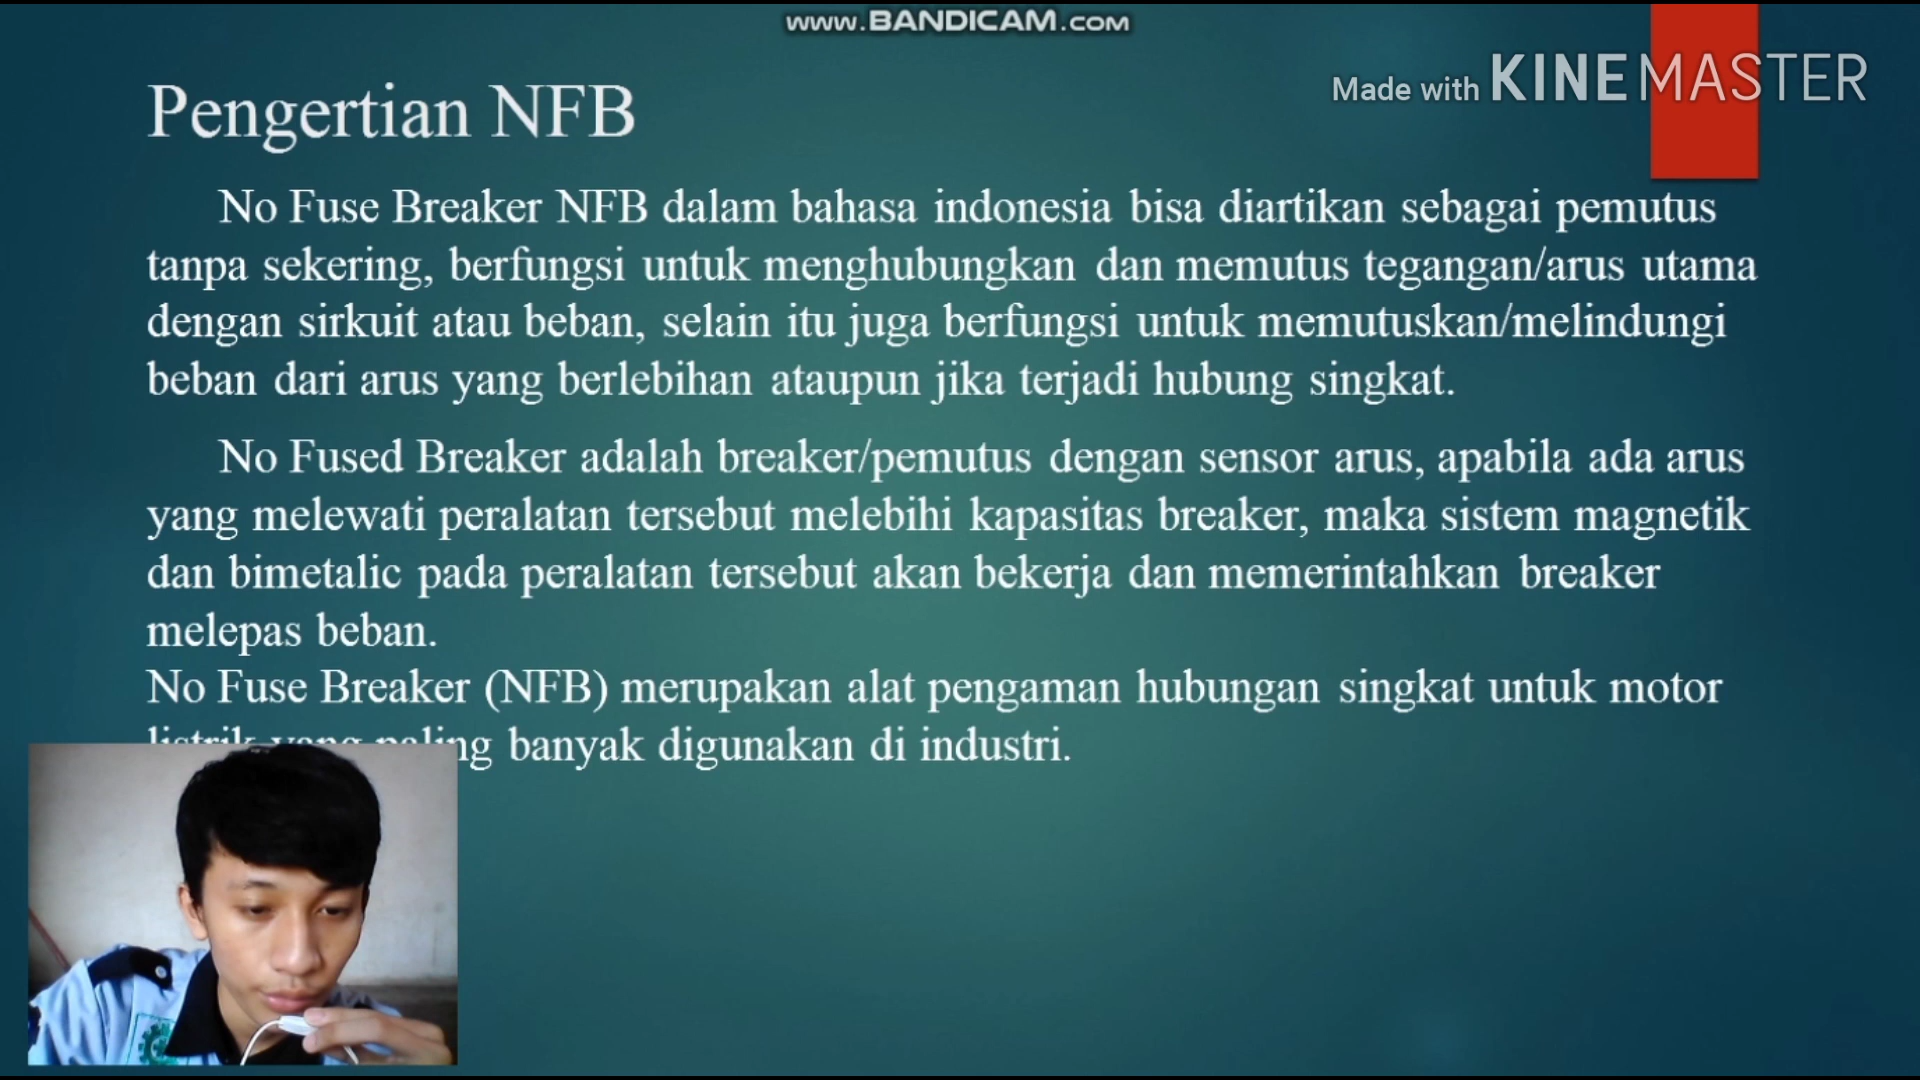 www.BANDICAM.com
Made with KINEMASTER
Pengertian NFB
No Fuse Breaker NFB dalam bahasa indonesia bisa diartikan sebagai pemutus
tanpa sekering, berfungsi untuk menghubungkan dan memutus tegangan/arus utama
dengan sirkuit atau beban, selain itu juga berfungsi untuk memutuskan/melindungi
beban dari arus yang berlebihan ataupun jika terjadi hubung singkat.
No Fused Breaker adalah breaker/pemutus dengan sensor arus, apabila ada arus
yang melewati peralatan tersebut melebihi kapasitas breaker, maka sistem magnetik
dan bimetalic pada peralatan tersebut akan bekerja dan memerintahkan breaker
melepas beban.
No Fuse Breaker (NFB) merupakan alat pengaman hubungan singkat untuk motor
listrik yang paling banyak digunakan di industri.